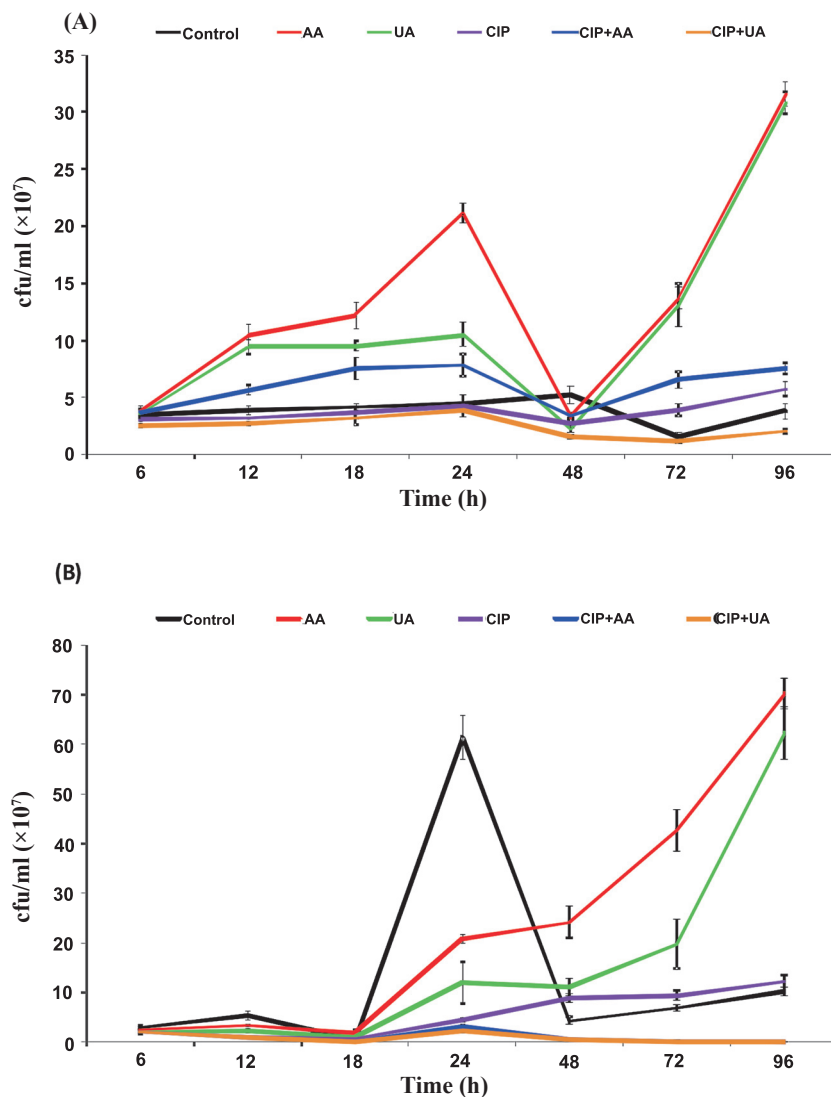 (A)
Control AA UA CIP CIP+AA CIP+UA
35
30
25
20
15
10
5
0
cfu/ml (×10⁷)
6 12 18 24 48 72 96
Time (h)
(B)
Control AA UA CIP CIP+AA CIP+UA
80
70
60
50
40
30
20
10
0
cfu/ml (×10⁷)
6 12 18 24 48 72 96
Time (h)